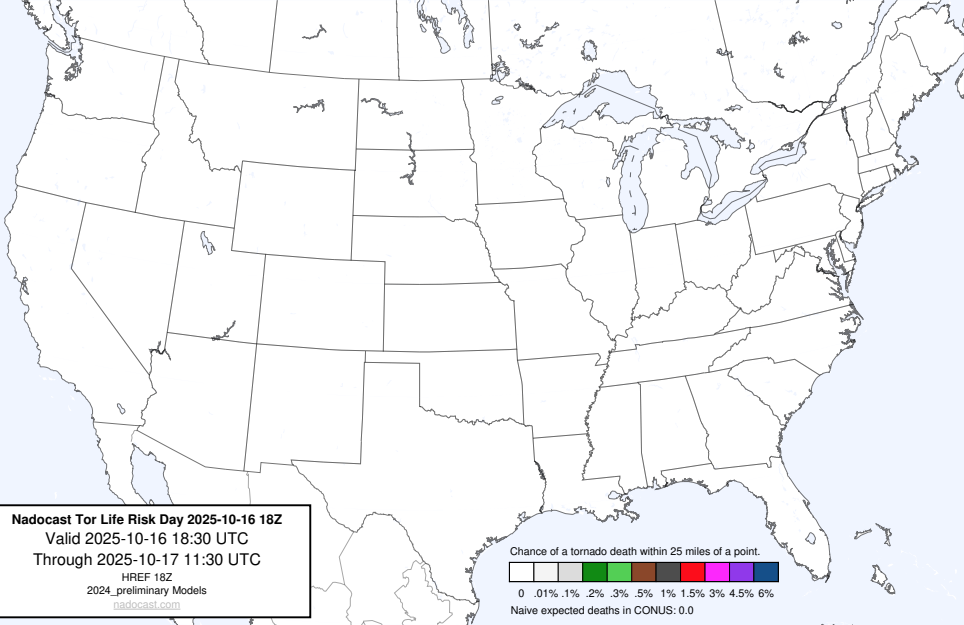 Nadocast Tor Life Risk Day 2025-10-16 18Z
Valid 2025-10-16 18:30 UTC
Through 2025-10-17 11:30 UTC
HREF 18Z
2024_preliminary Models
nadocast.com
Chance of a tornado death within 25 miles of a point.
0 .01% .1% .2% .3% .5% 1% 1.5% 3% 4.5% 6%
Naive expected deaths in CONUS: 0.0